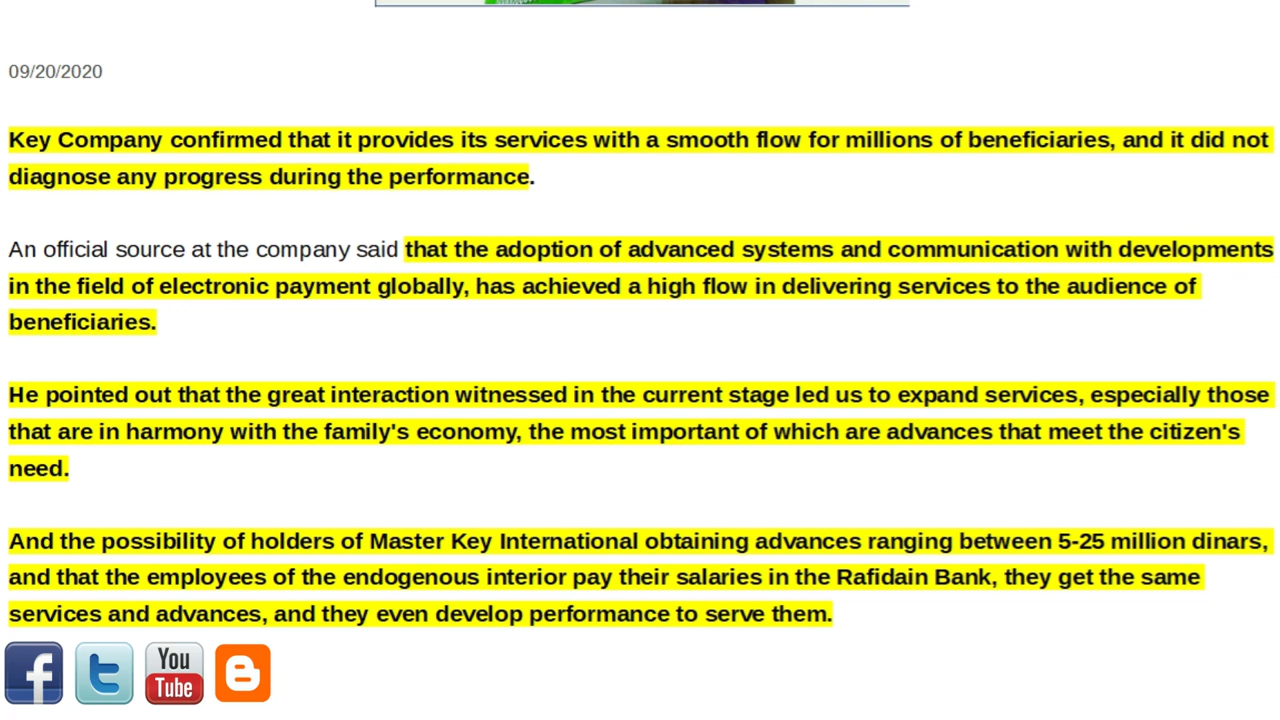 09/20/2020
Key Company confirmed that it provides its services with a smooth flow for millions of beneficiaries, and it did not
diagnose any progress during the performance.
An official source at the company said that the adoption of advanced systems and communication with developments
in the field of electronic payment globally, has achieved a high flow in delivering services to the audience of
beneficiaries.
He pointed out that the great interaction witnessed in the current stage led us to expand services, especially those
that are in harmony with the family's economy, the most important of which are advances that meet the citizen's
need.
And the possibility of holders of Master Key International obtaining advances ranging between 5-25 million dinars,
and that the employees of the endogenous interior pay their salaries in the Rafidain Bank, they get the same
services and advances, and they even develop performance to serve them.
You
Tube